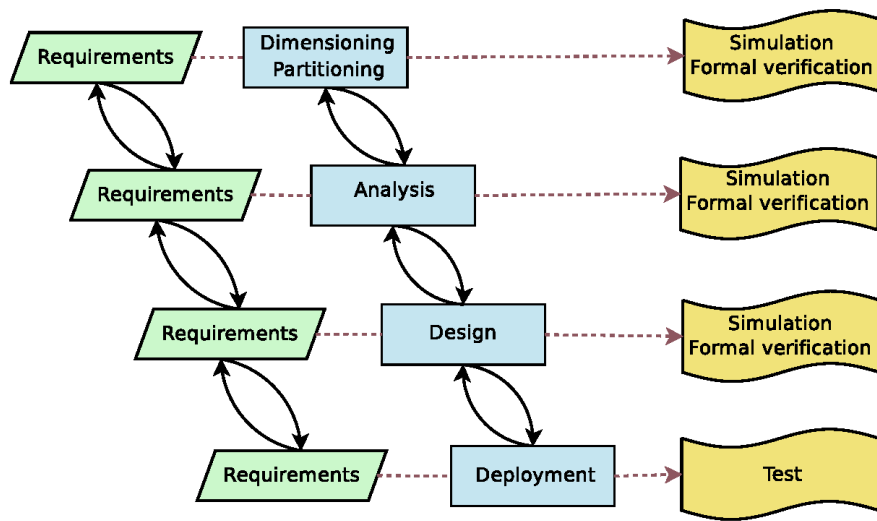 Requirements
Dimensioning
Partitioning
Simulation
Formal verification
Requirements
Analysis
Simulation
Formal verification
Requirements
Design
Simulation
Formal verification
Requirements
Deployment
Test